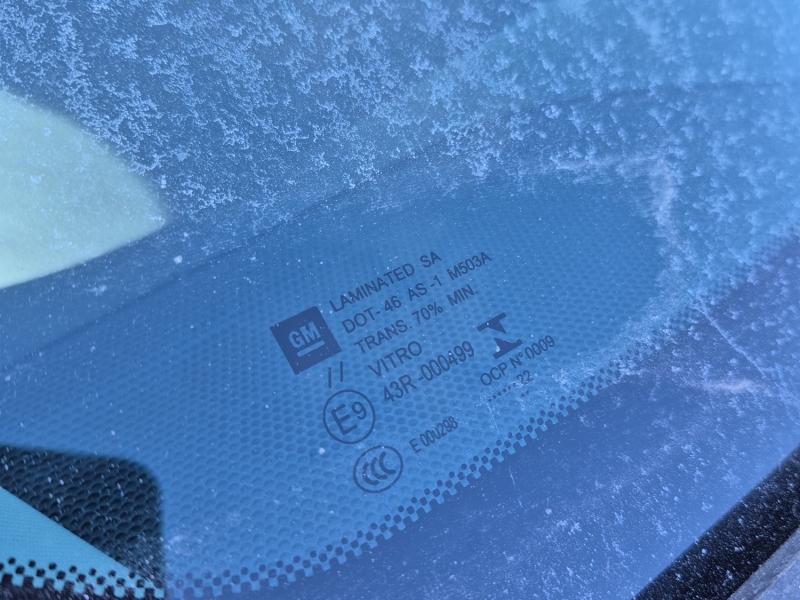 GM
LAMINATED SA
DOT-46 AS-1 M503A
TRANS. 70% MIN.
// VITRO
E9 43R-000499
OCP N° 0009
.......22..
CCC E 000298